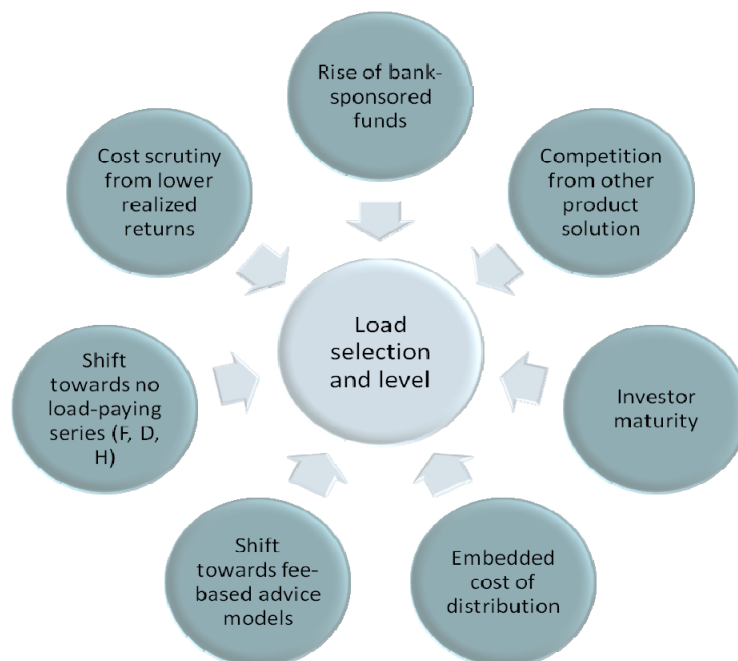 Rise of bank-
sponsored
funds
Competition
from other
product
solution
Investor
maturity
Embedded
cost of
distribution
Shift
towards fee-
based advice
models
Shift
towards no
load-paying
series (F, D,
H)
Cost scrutiny
from lower
realized
returns
Load
selection
and level